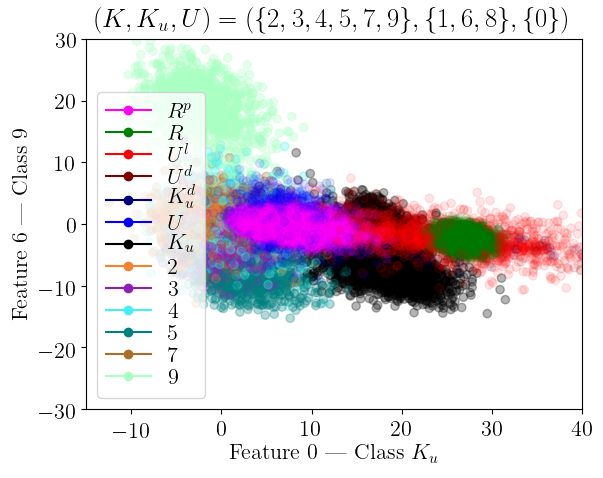 (K, K_u, U) = ({2, 3, 4, 5, 7, 9}, {1, 6, 8}, {0})
30
20
10
0
−10
−20
−30
Feature 6 — Class 9
R^p
R
U^l
U^d
K_u^d
U
K_u
2
3
4
5
7
9
−10
0
10
20
30
40
Feature 0 — Class K_u